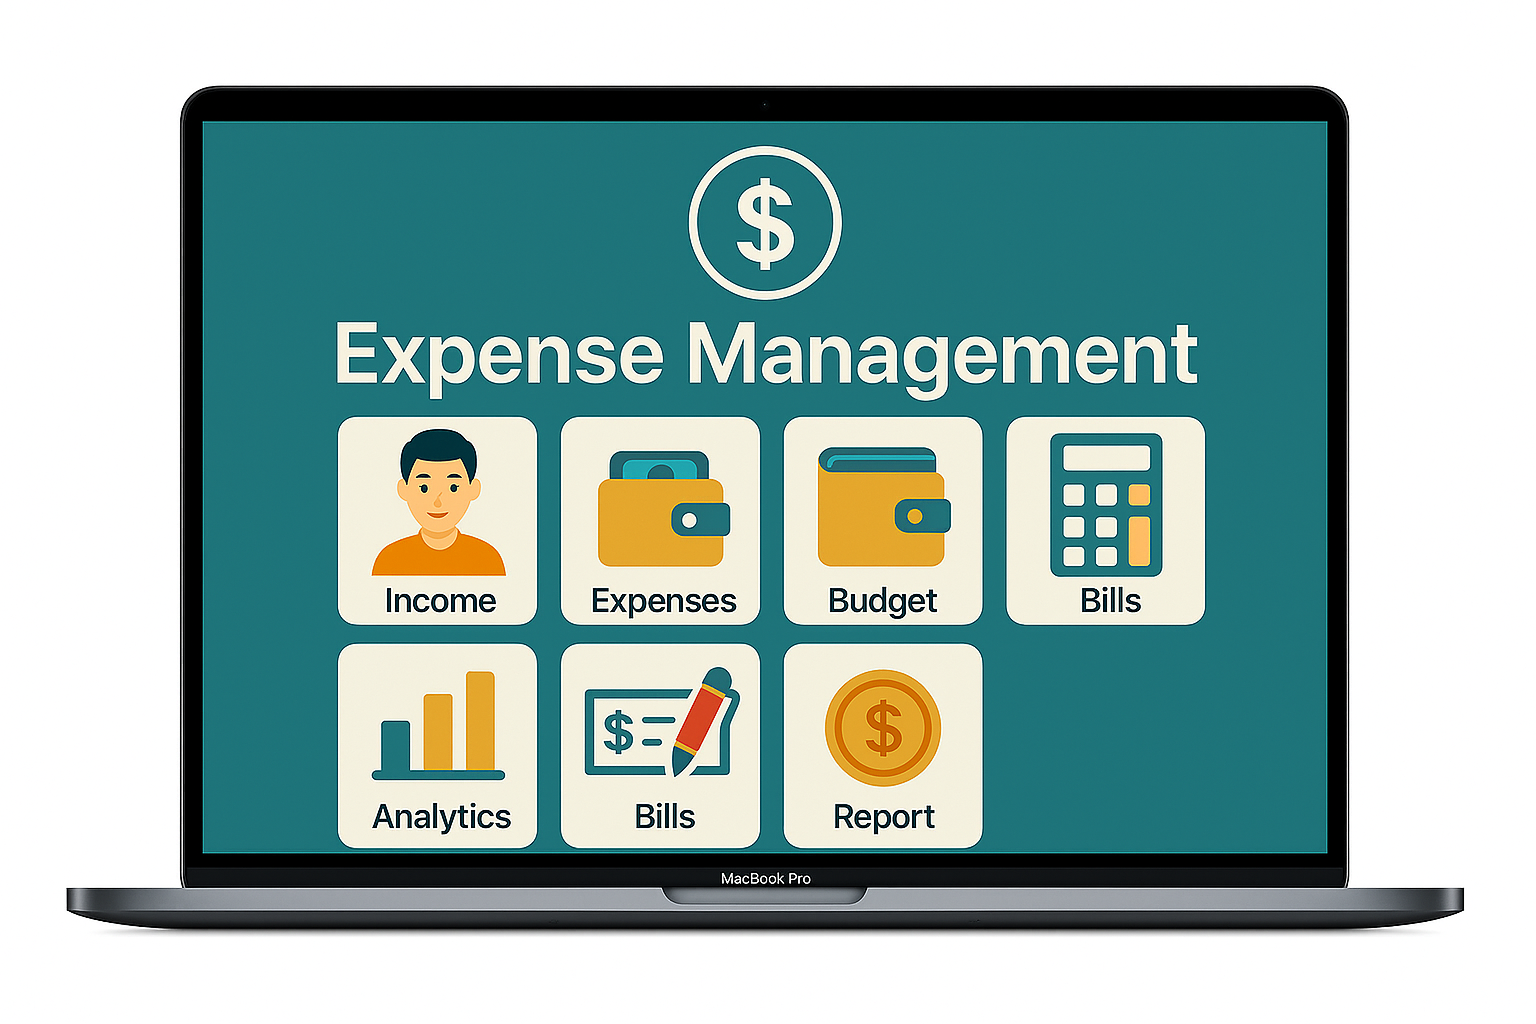 $
Expense Management
Income
Expenses
Budget
Bills
$
Analytics
Bills
$
Report
MacBook Pro